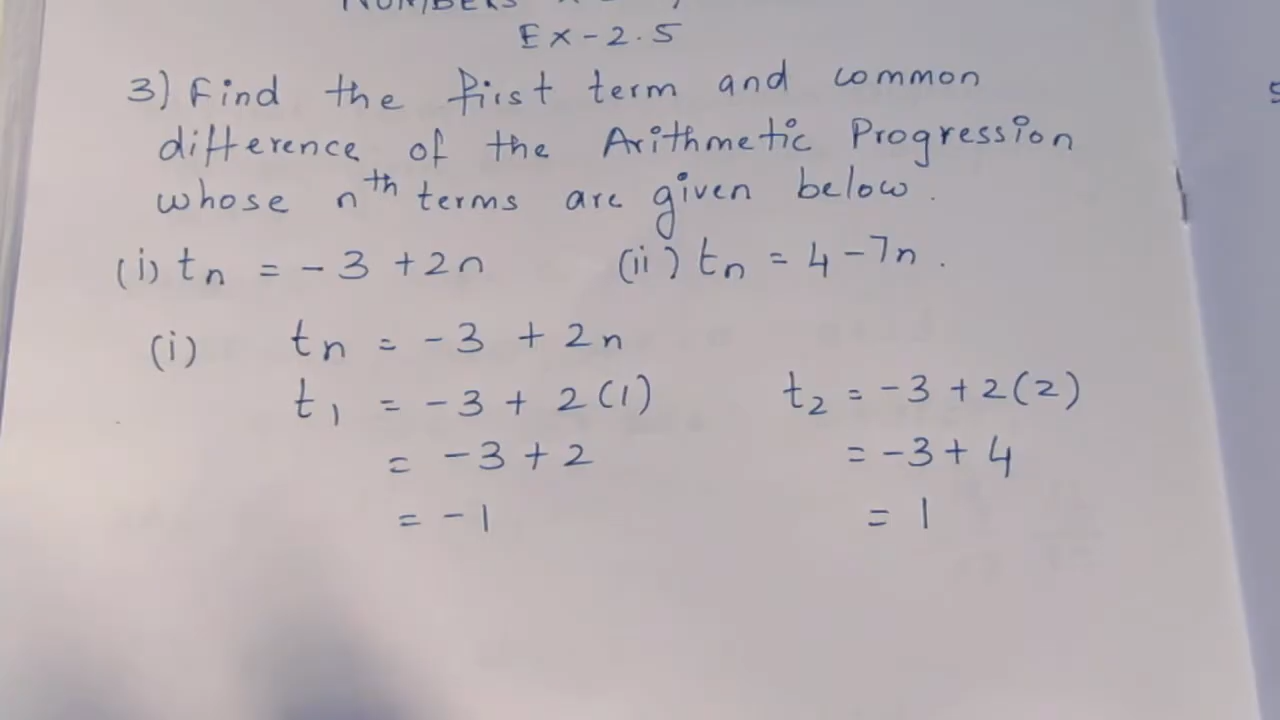 Ex-2.5
3) Find the first term and common
difference of the Arithmetic Progression
whose nth terms are given below.
(i) tn = -3 + 2n (ii) tn = 4 - 7n.
(i) tn = -3 + 2n
t1 = -3 + 2(1) t2 = -3 + 2(2)
= -3 + 2 = -3 + 4
= -1 = 1